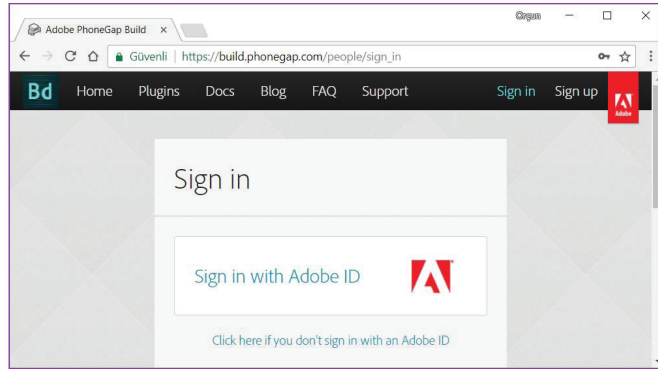 Adobe PhoneGap Build
Orgun
Güvenli | https://build.phonegap.com/people/sign_in
Bd Home Plugins Docs Blog FAQ Support Sign in Sign up
Adobe
Sign in
Sign in with Adobe ID
Click here if you don't sign in with an Adobe ID